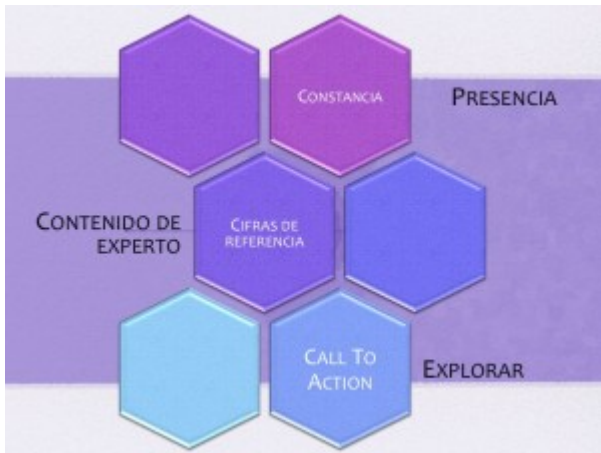 CONSTANCIA
PRESENCIA
CONTENIDO DE
EXPERTO
CIFRAS DE
REFERENCIA
CALL TO
ACTION
EXPLORAR